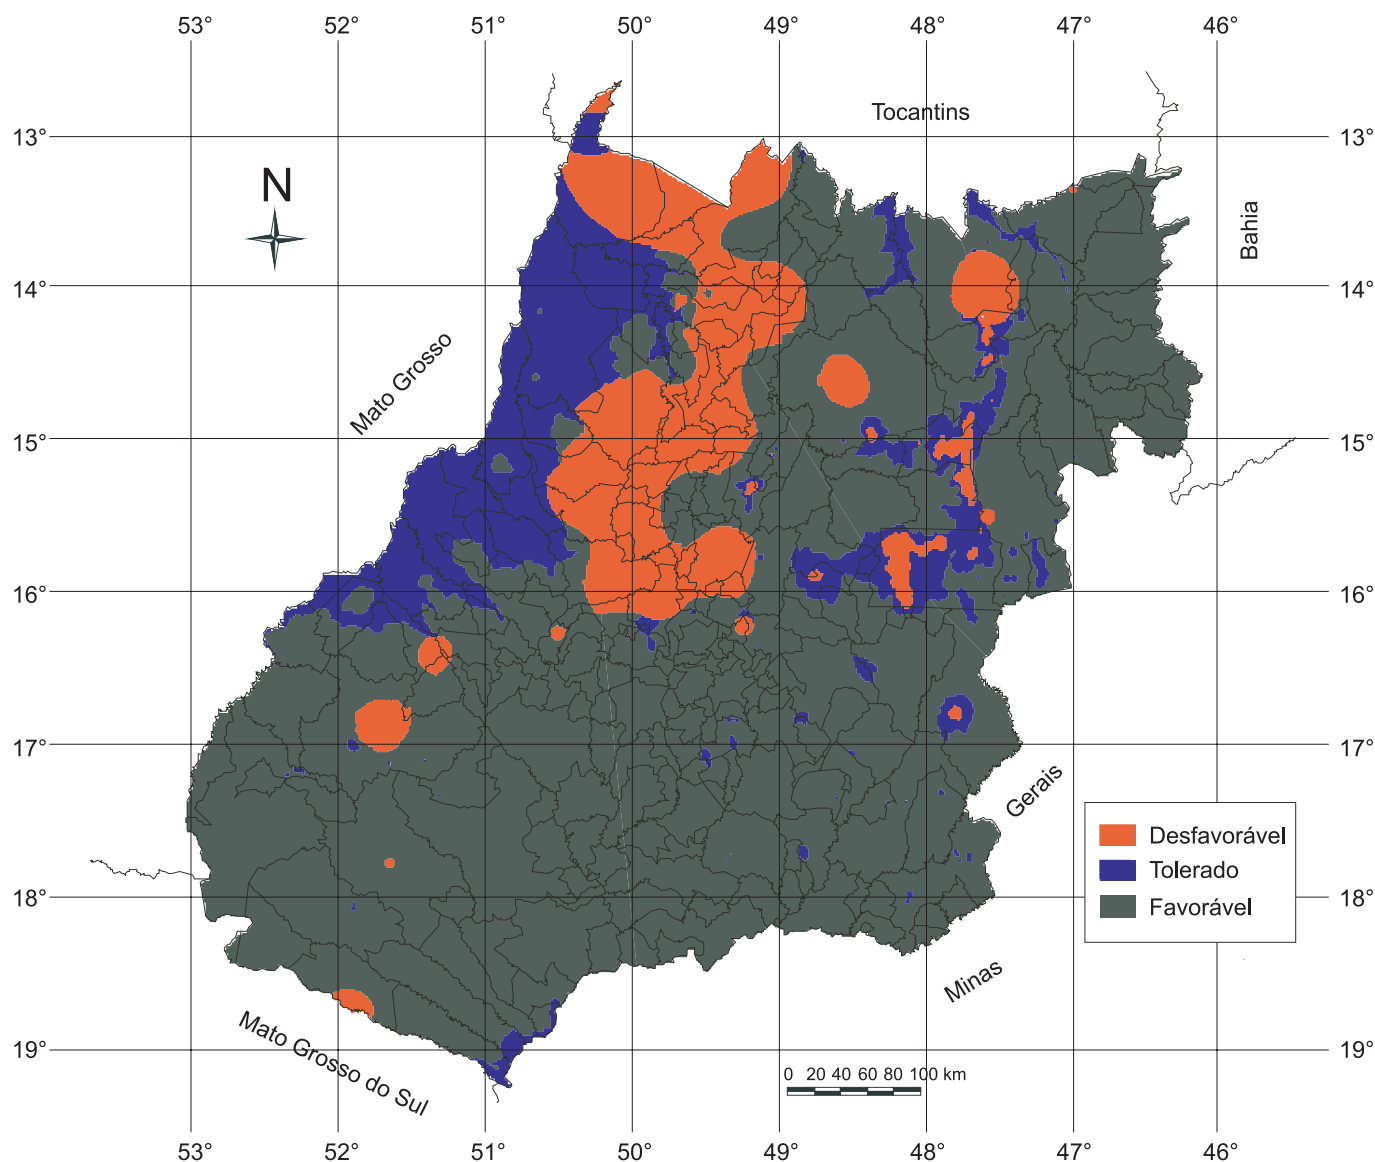 53° 52° 51° 50° 49° 48° 47° 46°
Tocantins
13° 13°
N
Bahia
14° 14°
Mato Grosso
15° 15°
16° 16°
17° 17°
Gerais
Desfavorável
Tolerado
Favorável
18° 18°
Minas
Mato Grosso do Sul
19° 19°
0 20 40 60 80 100 km
53° 52° 51° 50° 49° 48° 47° 46°